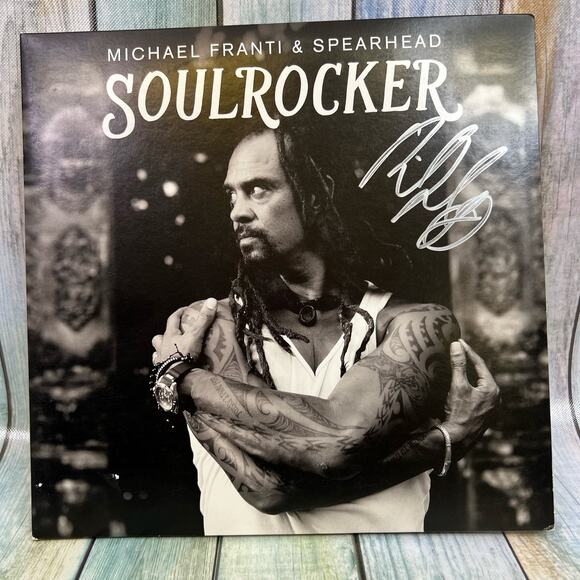 MICHAEL FRANTI & SPEARHEAD
SOULROCKER